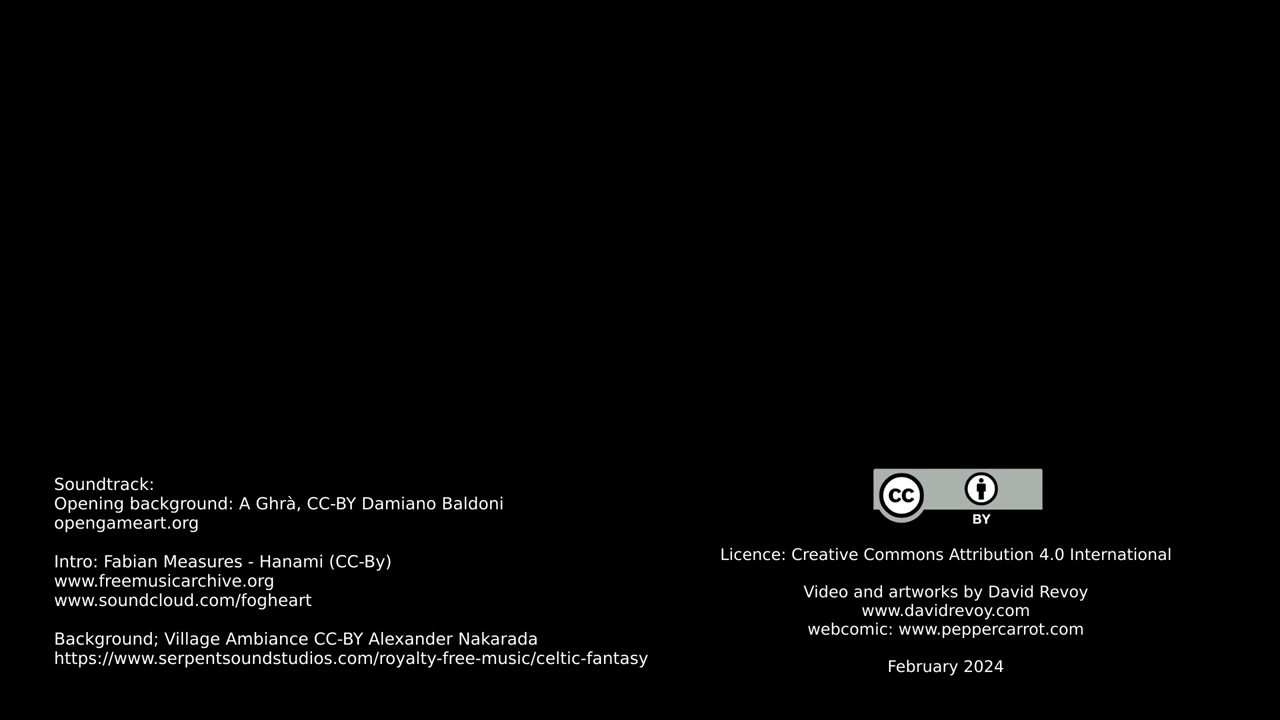 Soundtrack:
Opening background: A Ghrà, CC-BY Damiano Baldoni
opengameart.org
Intro: Fabian Measures - Hanami (CC-By)
www.freemusicarchive.org
www.soundcloud.com/fogheart
Background; Village Ambiance CC-BY Alexander Nakarada
https://www.serpentsoundstudios.com/royalty-free-music/celtic-fantasy
cc
BY
Licence: Creative Commons Attribution 4.0 International
Video and artworks by David Revoy
www.davidrevoy.com
webcomic: www.peppercarrot.com
February 2024